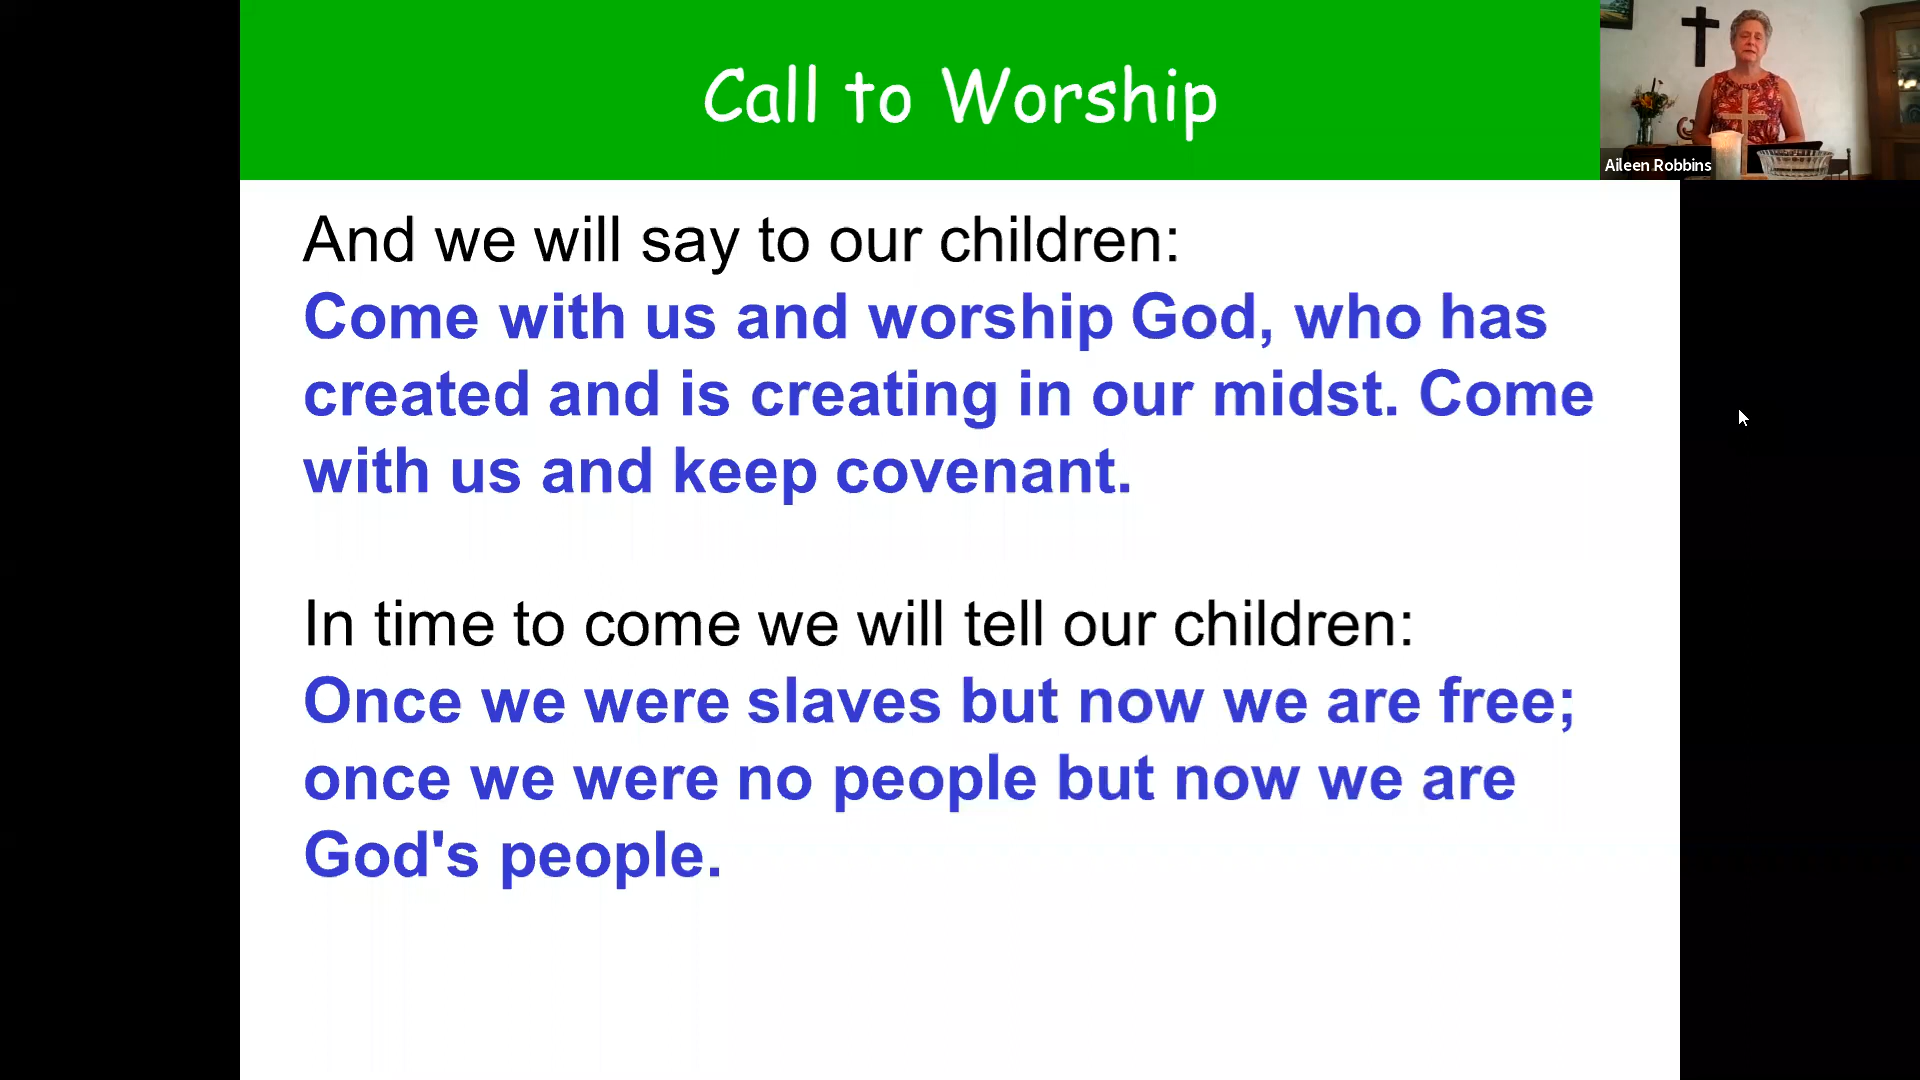 Call to Worship
Aileen Robbins
And we will say to our children:
Come with us and worship God, who has
created and is creating in our midst. Come
with us and keep covenant.
In time to come we will tell our children:
Once we were slaves but now we are free;
once we were no people but now we are
God's people.